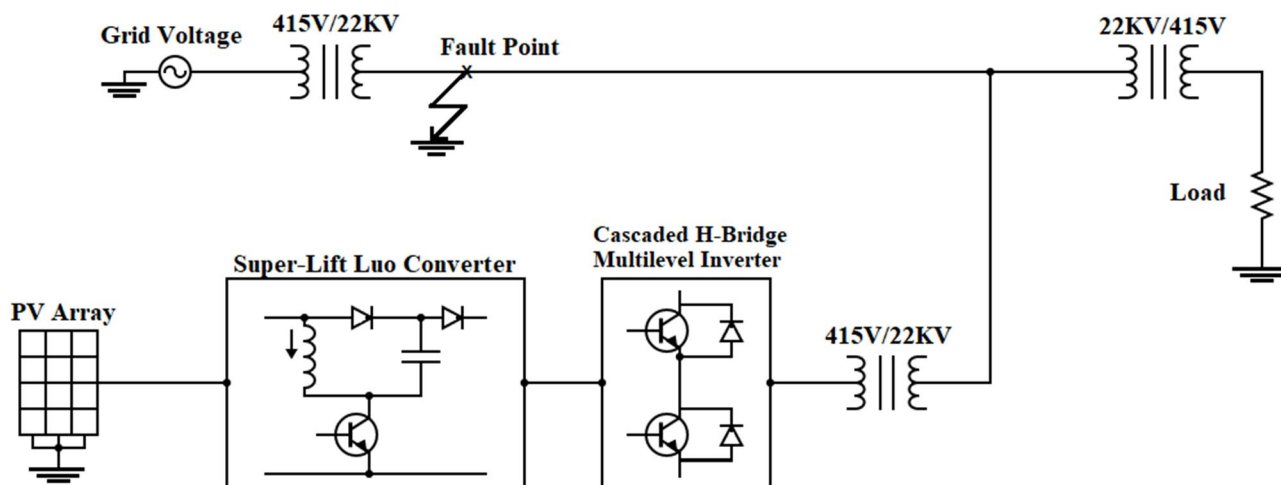 415V/22KV
22KV/415V
Grid Voltage
Fault Point
x
Load
Cascaded H-Bridge
Multilevel Inverter
Super-Lift Luo Converter
PV Array
415V/22KV